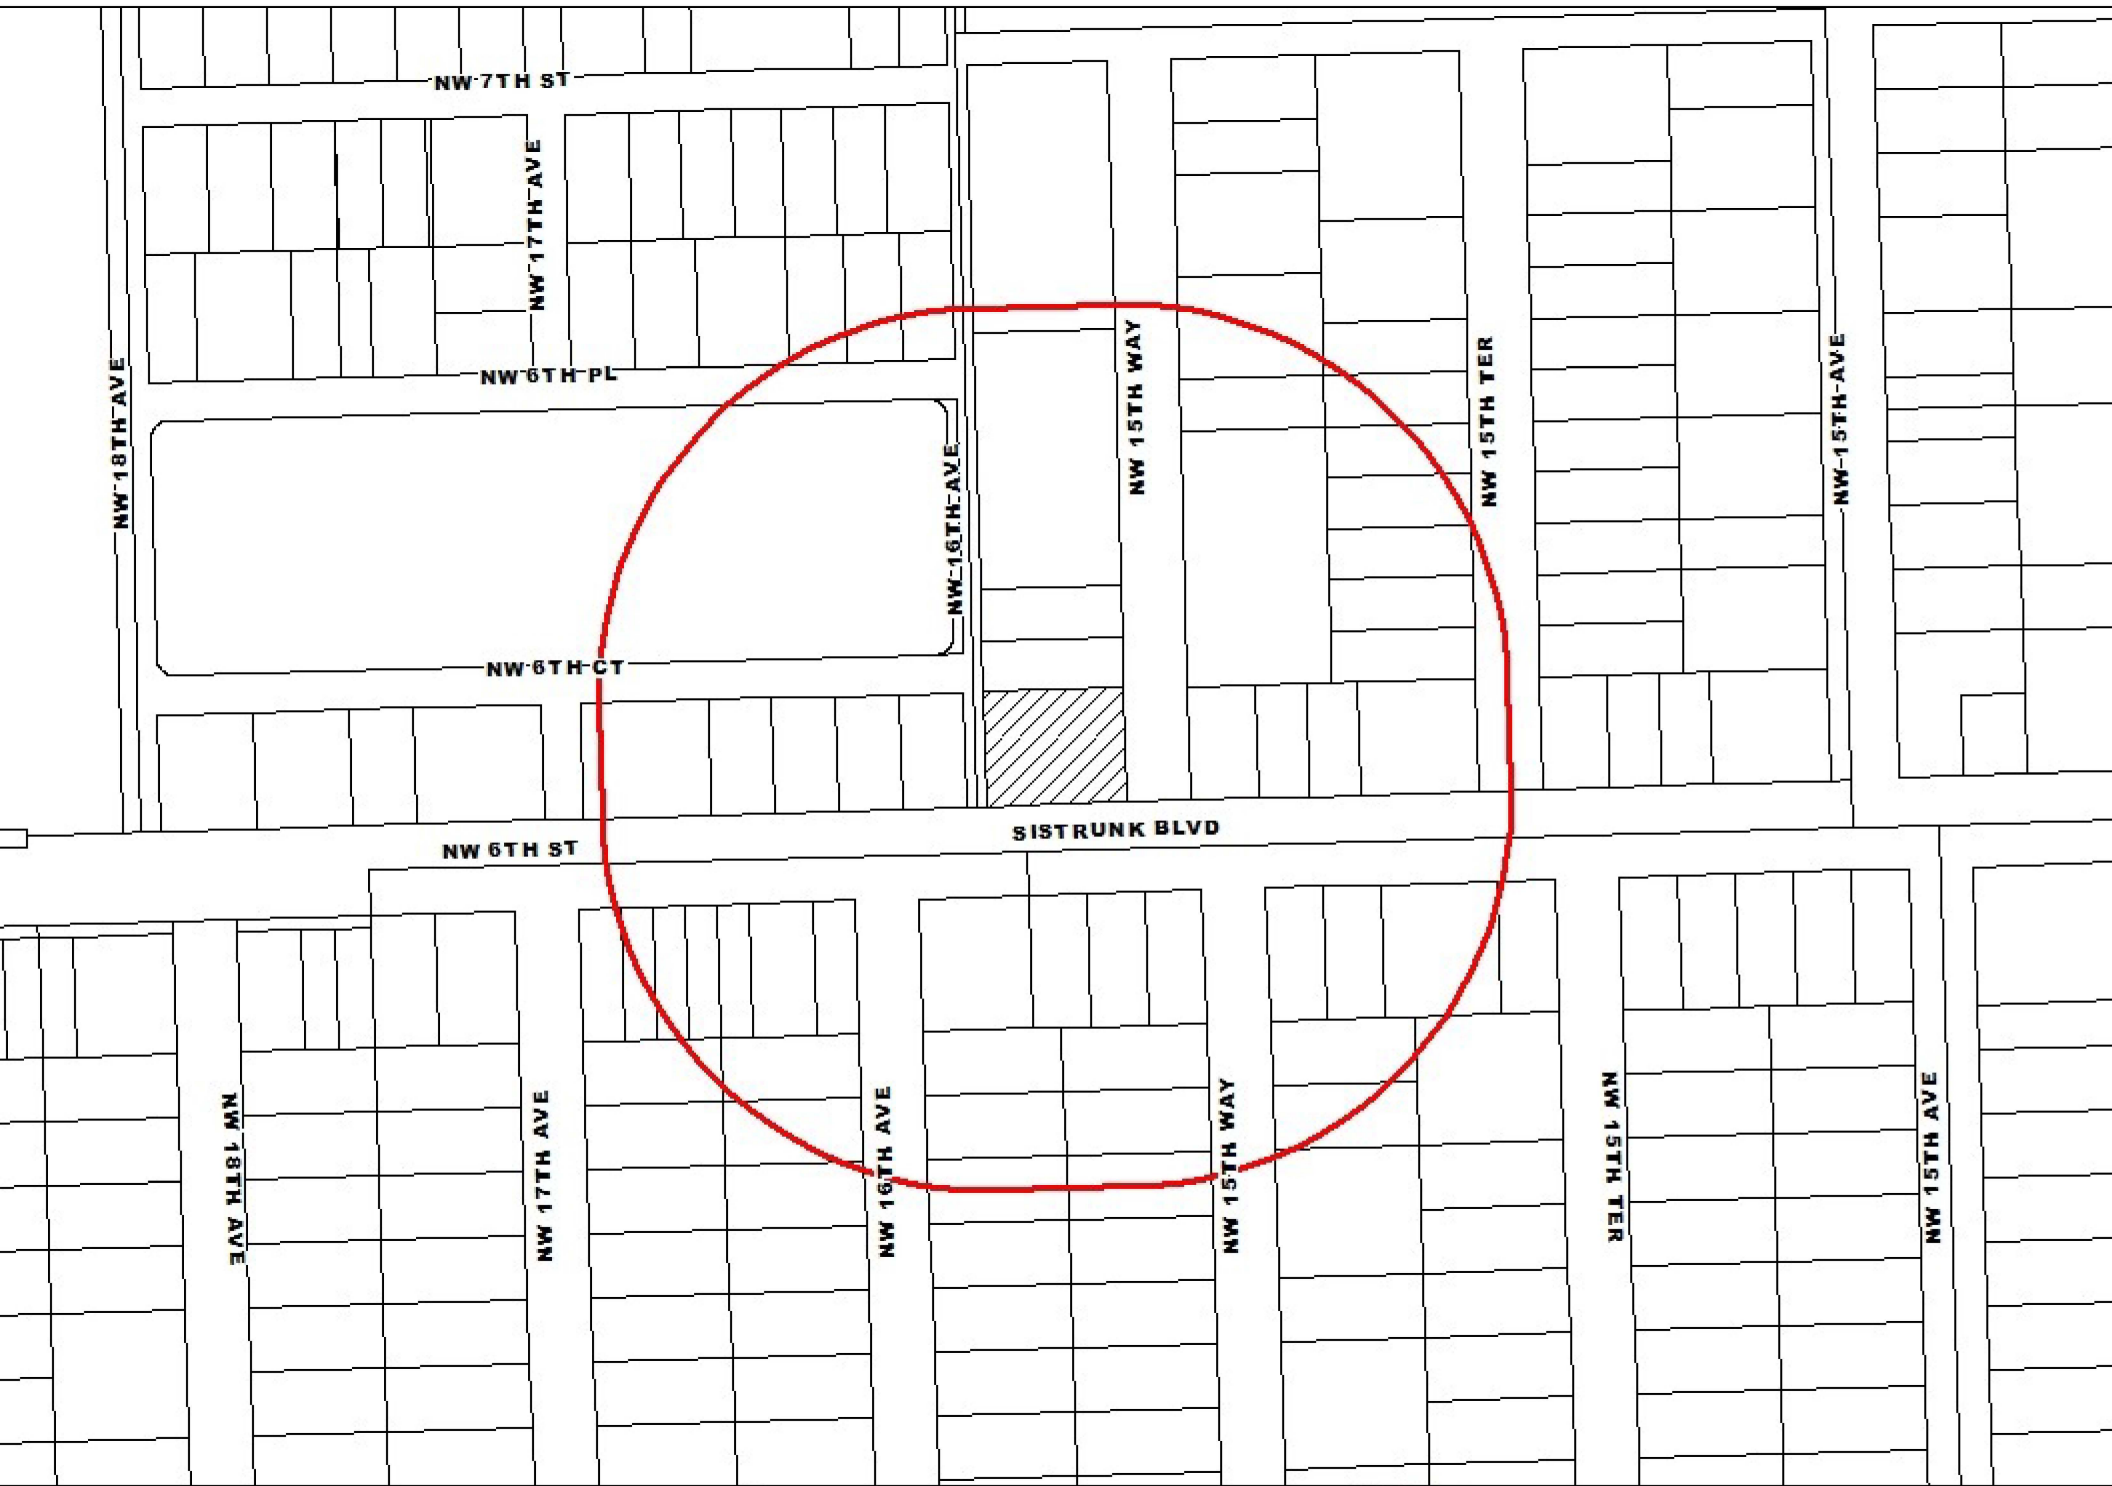 NW 7TH ST
NW 17TH AVE
NW 6TH PL
NW 18TH AVE
NW 15TH WAY
NW 15TH TER
NW 15TH AVE
NW 16TH AVE
NW 6TH CT
SISTRUNK BLVD
NW 6TH ST
NW 18TH AVE
NW 17TH AVE
NW 16TH AVE
NW 15TH WAY
NW 15TH TER
NW 15TH AVE